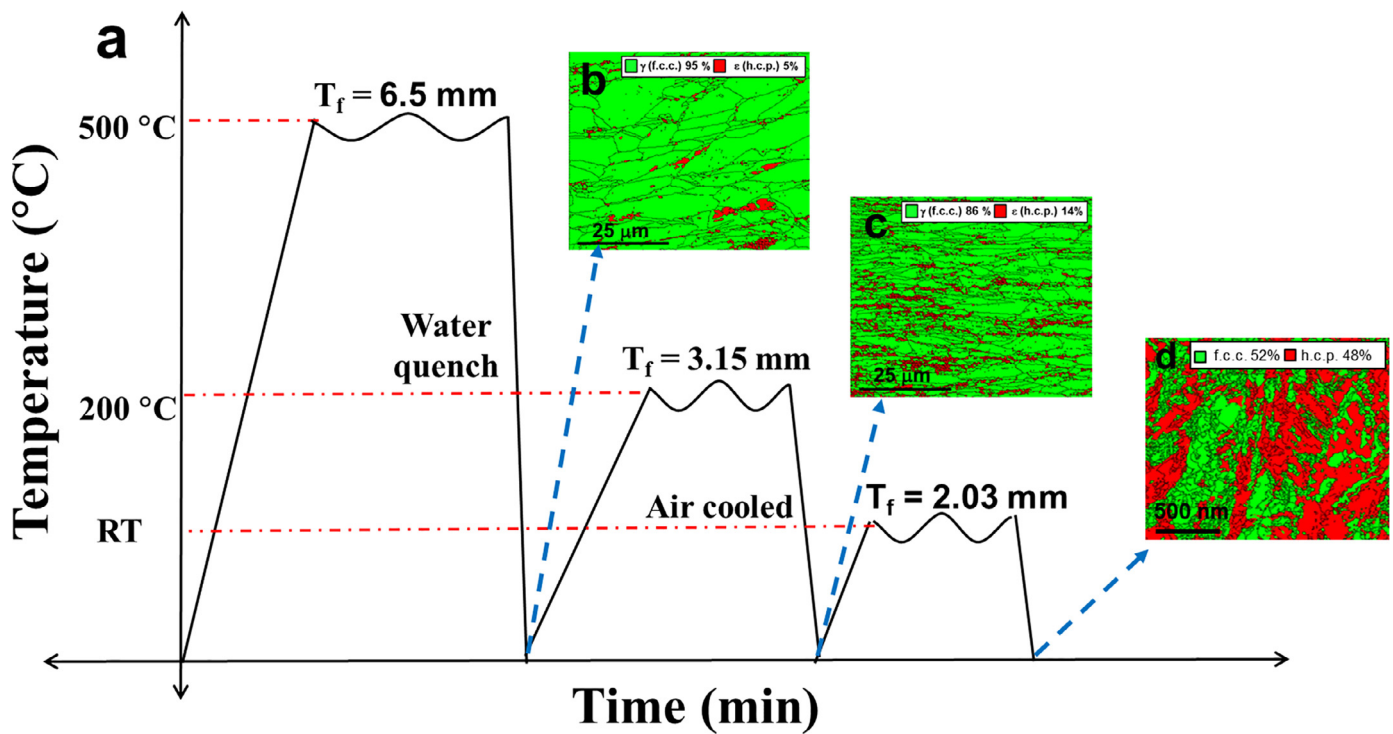 a
T_f = 6.5 mm
500 °C
Temperature (°C)
Water
quench
200 °C
T_f = 3.15 mm
Air cooled
RT
T_f = 2.03 mm
Time (min)
b
γ (f.c.c.) 95 % ε (h.c.p.) 5%
25 μm
c
γ (f.c.c.) 86 % ε (h.c.p.) 14%
25 μm
d
f.c.c. 52% h.c.p. 48%
500 nm